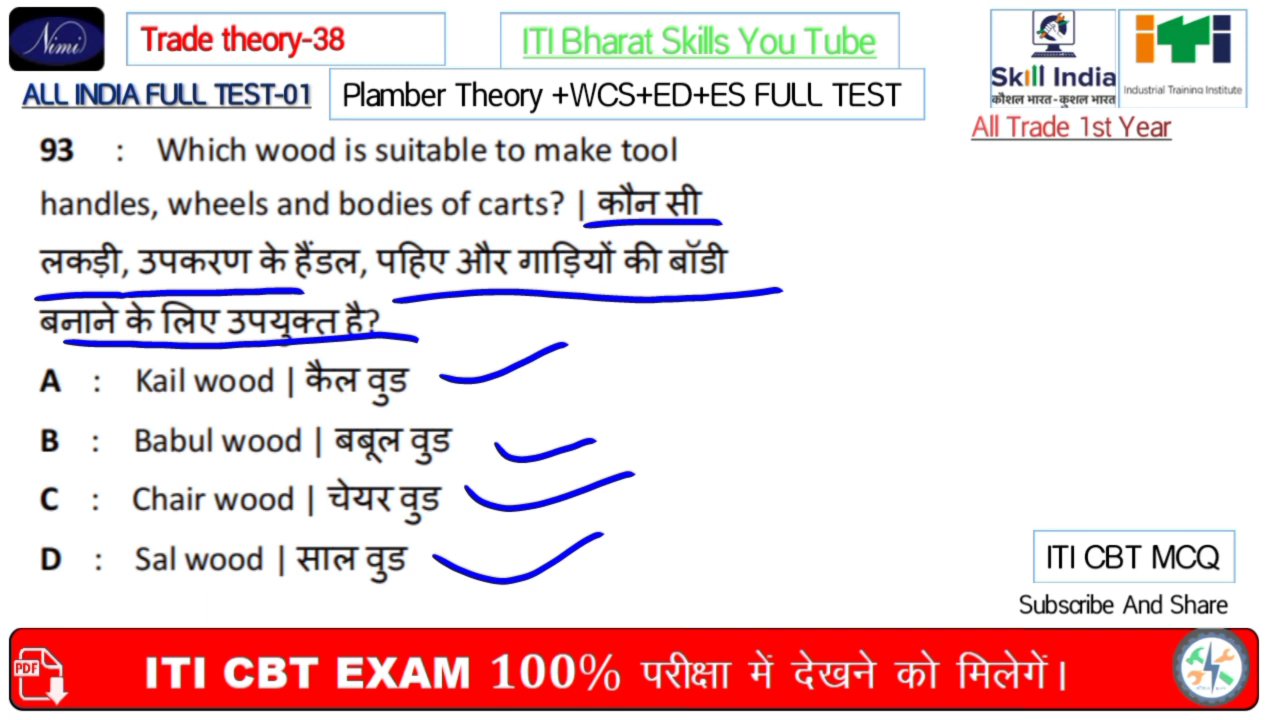 Nimi
Trade theory-38
ITI Bharat Skills You Tube
ALL INDIA FULL TEST-01
Plamber Theory +WCS+ED+ES FULL TEST
Skill India
कौशल भारत-कुशल भारत
iTi
Industrial Training Institute
All Trade 1st Year
93 : Which wood is suitable to make tool
handles, wheels and bodies of carts? | कौन सी
लकड़ी, उपकरण के हैंडल, पहिए और गाड़ियों की बॉडी
बनाने के लिए उपयुक्त है?
A : Kail wood | कैल वुड
B : Babul wood | बबूल वुड
C : Chair wood | चेयर वुड
D : Sal wood | साल वुड
ITI CBT MCQ
Subscribe And Share
PDF
ITI CBT EXAM 100% परीक्षा में देखने को मिलेगें।